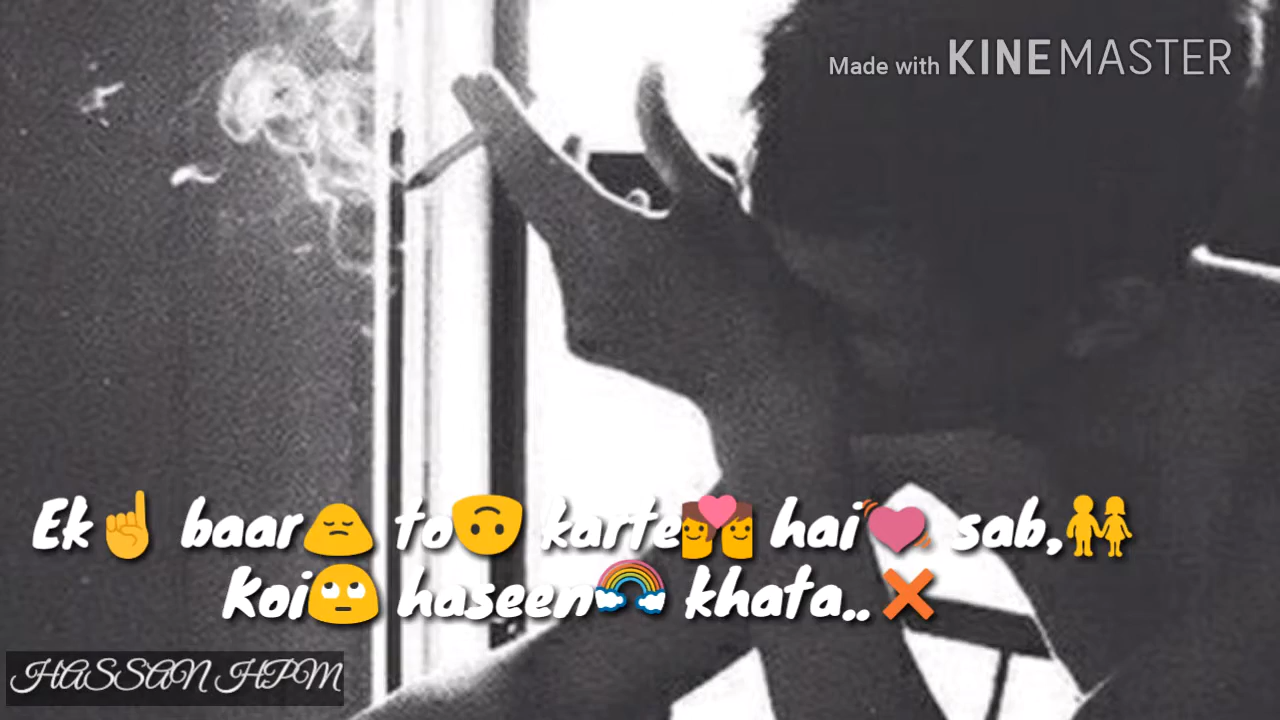 Made with KINEMASTER
Ek☝ baar🙍 to🙃 karte💑 hai💓 sab,👫
Koi🙄 haseen🌈 khata..❌
HASSAN HPM